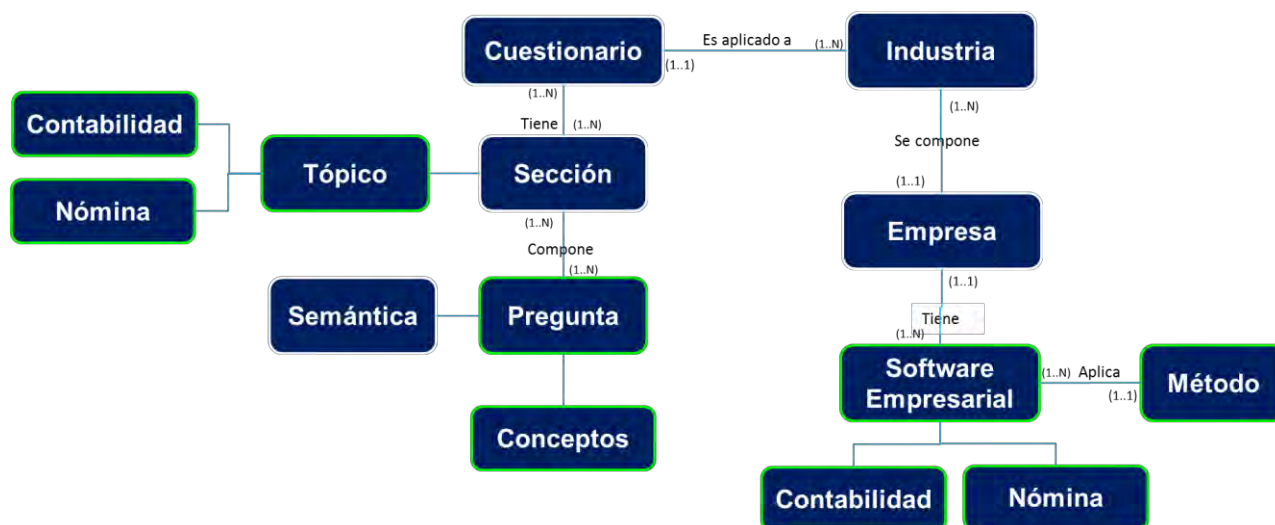 Cuestionario
Es aplicado a
(1..N)
Industria
(1..1)
(1..N)
(1..N)
Contabilidad
Tiene
(1..N)
Se compone
Tópico
Sección
(1..1)
Nómina
(1..N)
Empresa
Compone
(1..N)
(1..1)
Semántica
Pregunta
Tiene
(1..N)
Software
Empresarial
(1..N)
Aplica
(1..1)
Método
Conceptos
Contabilidad
Nómina